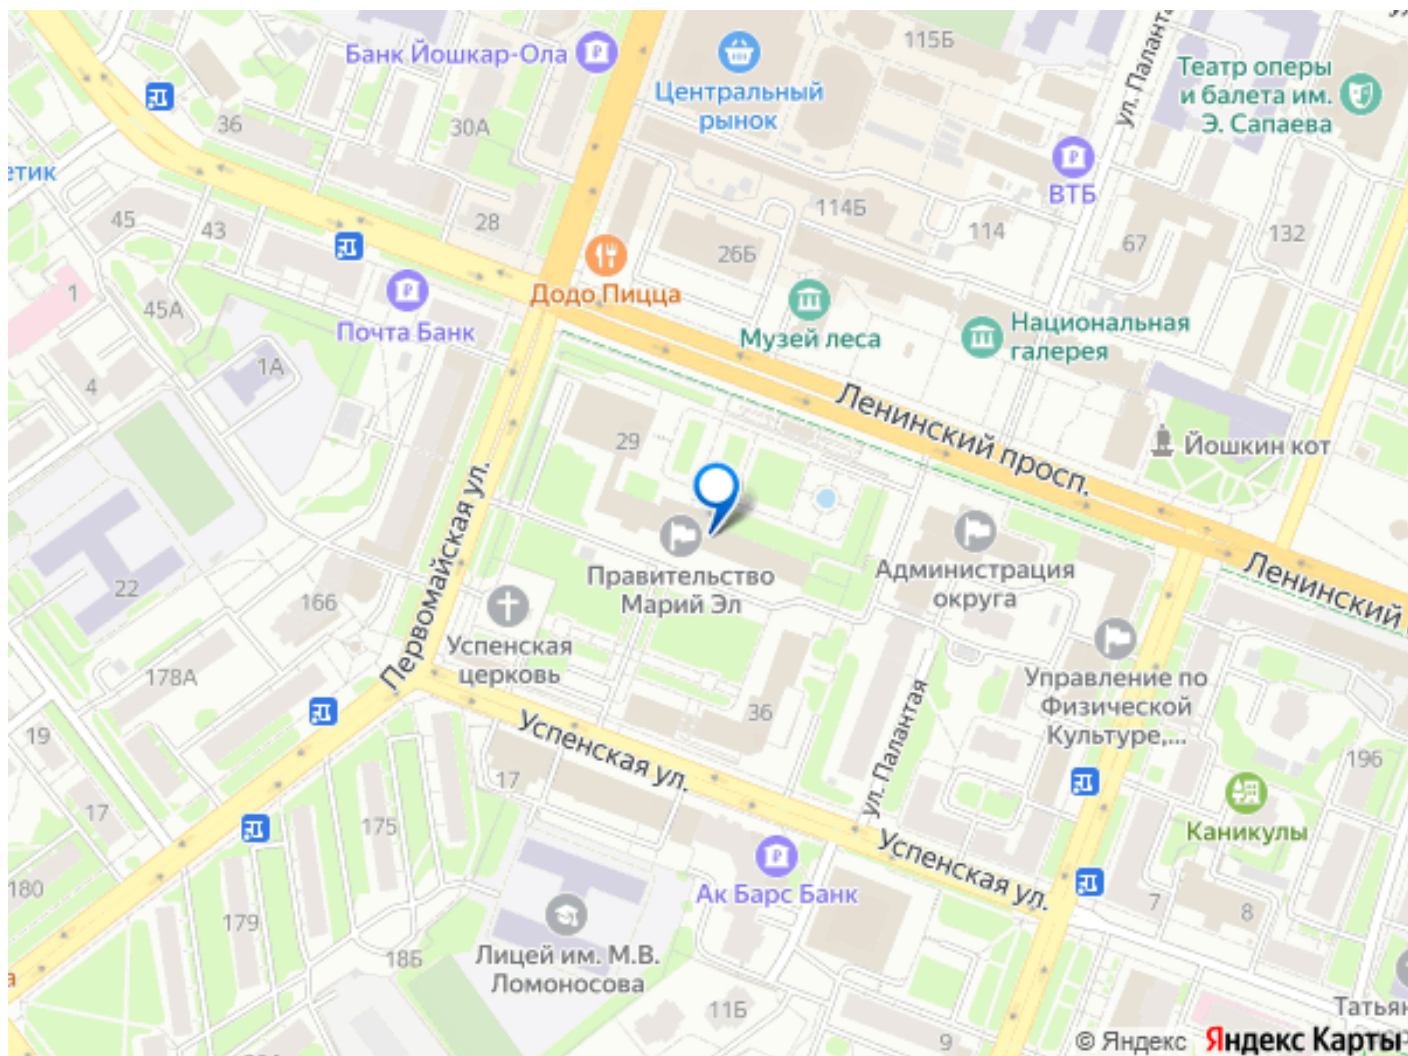 115Б
Банк Йошкар-Ола
Центральный
рынок
ул. Паланта
Театр оперы
и балета им.
Э. Сапаева
36
30А
ВТБ
етик
45
43
28
26Б
114Б
114
67
132
1
45А
Додо Пицца
Почта Банк
Музей леса
Национальная
галерея
1А
4
Ленинский просп.
29
Йошкин кот
Первомайская ул.
Правительство
Марий Эл
Администрация
округа
Ленинский
22
166
Успенская
церковь
178А
Управление по
Физической
Культуре,...
19
36
Успенская ул.
ул. Палантая
196
17
17
175
Каникулы
Успенская ул.
Ак Барс Банк
180
179
7
8
18Б
Лицей им. М.В.
Ломоносова
11Б
9
Татьян
© Яндекс Яндекс Карты